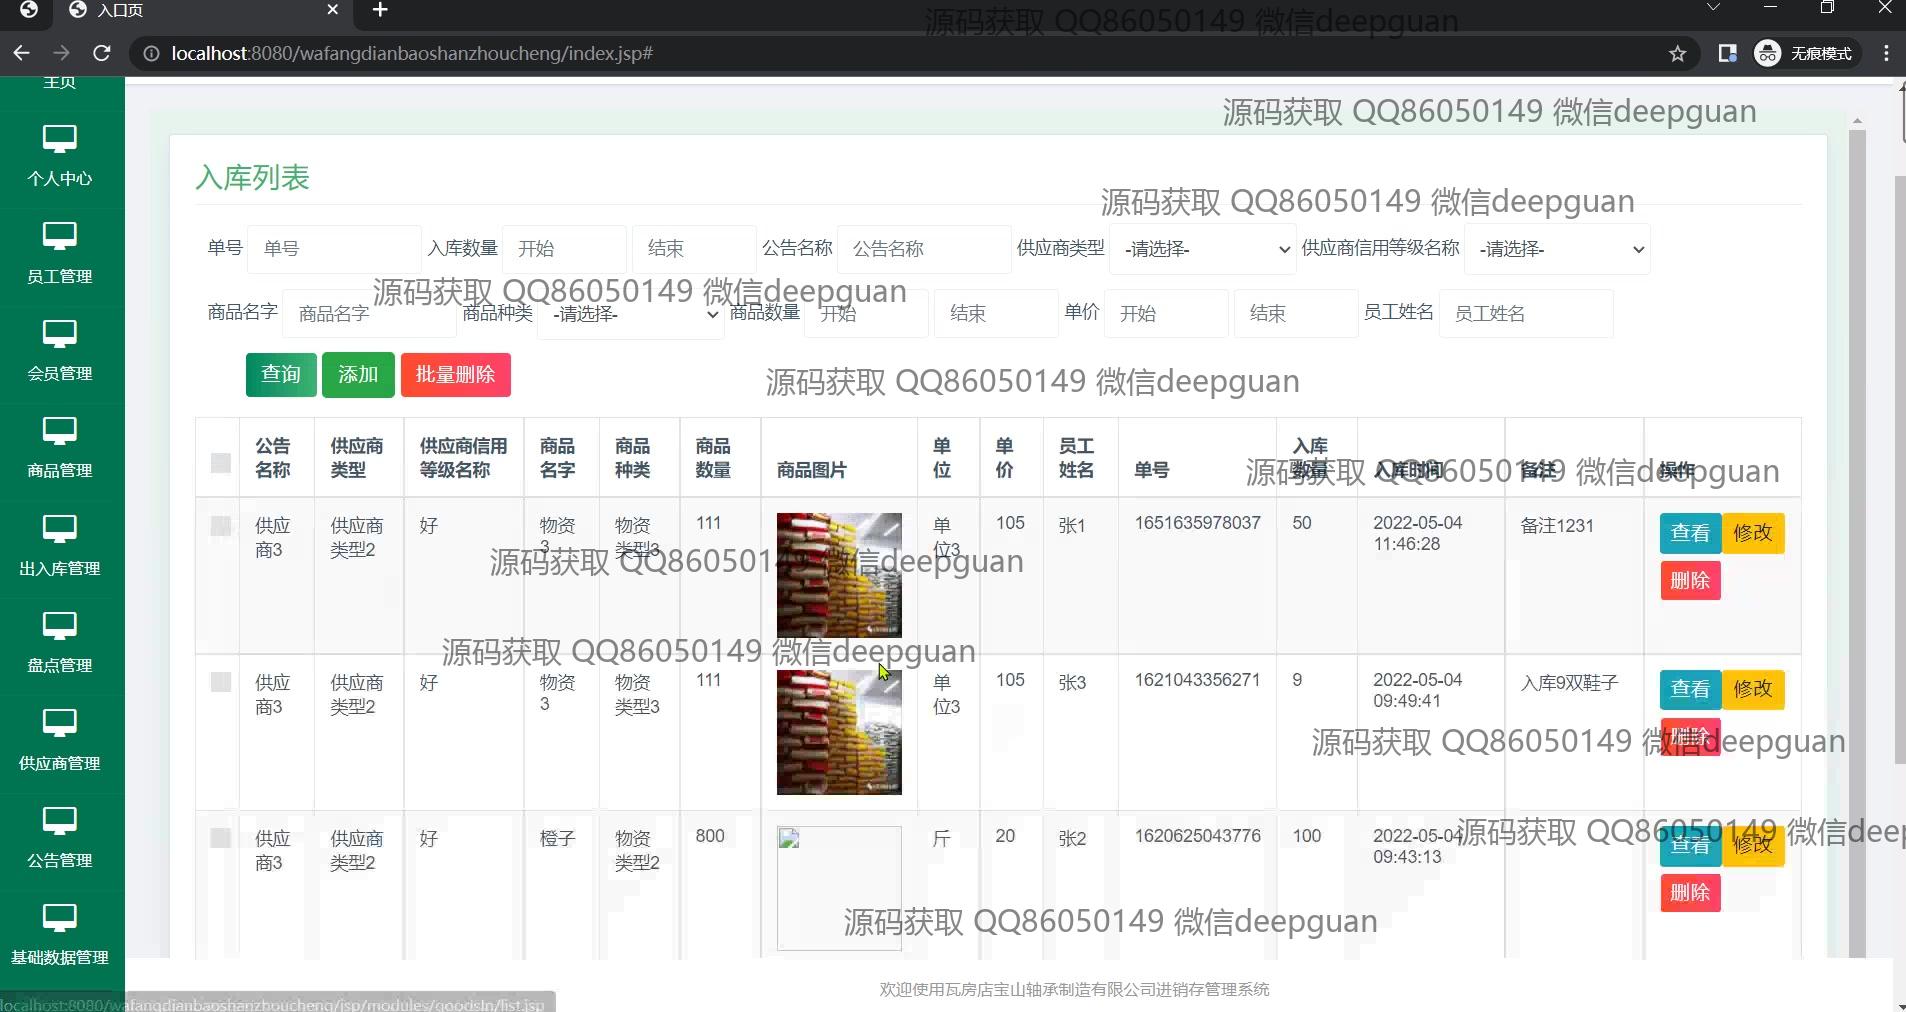 入口页
源码获取 QQ86050149 微信deepguan
localhost:8080/wafangdianbaoshanzhoucheng/index.jsp#
无痕模式
主页
个人中心
员工管理
会员管理
商品管理
出入库管理
盘点管理
供应商管理
公告管理
基础数据管理
源码获取 QQ86050149 微信deepguan
入库列表
源码获取 QQ86050149 微信deepguan
单号 单号 入库数量 开始 结束 公告名称 公告名称 供应商类型 -请选择- 供应商信用等级名称 -请选择-
源码获取 QQ86050149 微信deepguan
商品名字 商品名字 商品种类 -请选择- 商品数量 开始 结束 单价 开始 结束 员工姓名 员工姓名
查询 添加 批量删除
源码获取 QQ86050149 微信deepguan
公告名称 供应商类型 供应商信用等级名称 商品名字 商品种类 商品数量 商品图片 单位 单价 员工姓名 单号 入库数量 入库时间 备注 操作
源码获取 QQ86050149 微信deepguan
供应商3 供应商类型2 好 物资3 物资类型3 111 单位3 105 张1 1651635978037 50 2022-05-04 11:46:28 备注1231 查看 修改 删除
源码获取 QQ86050149 微信deepguan
源码获取 QQ86050149 微信deepguan
供应商3 供应商类型2 好 物资3 物资类型3 111 单位3 105 张3 1621043356271 9 2022-05-04 09:49:41 入库9双鞋子 查看 修改 删除
源码获取 QQ86050149 微信deepguan
供应商3 供应商类型2 好 橙子 物资类型2 800 斤 20 张2 1620625043776 100 2022-05-04 09:43:13 查看 修改 删除
源码获取 QQ86050149 微信deep
源码获取 QQ86050149 微信deepguan
欢迎使用瓦房店宝山轴承制造有限公司进销存管理系统
localhost:8080/wafangdianbaoshanzhoucheng/jsp/modules/goodsIn/list.jsp